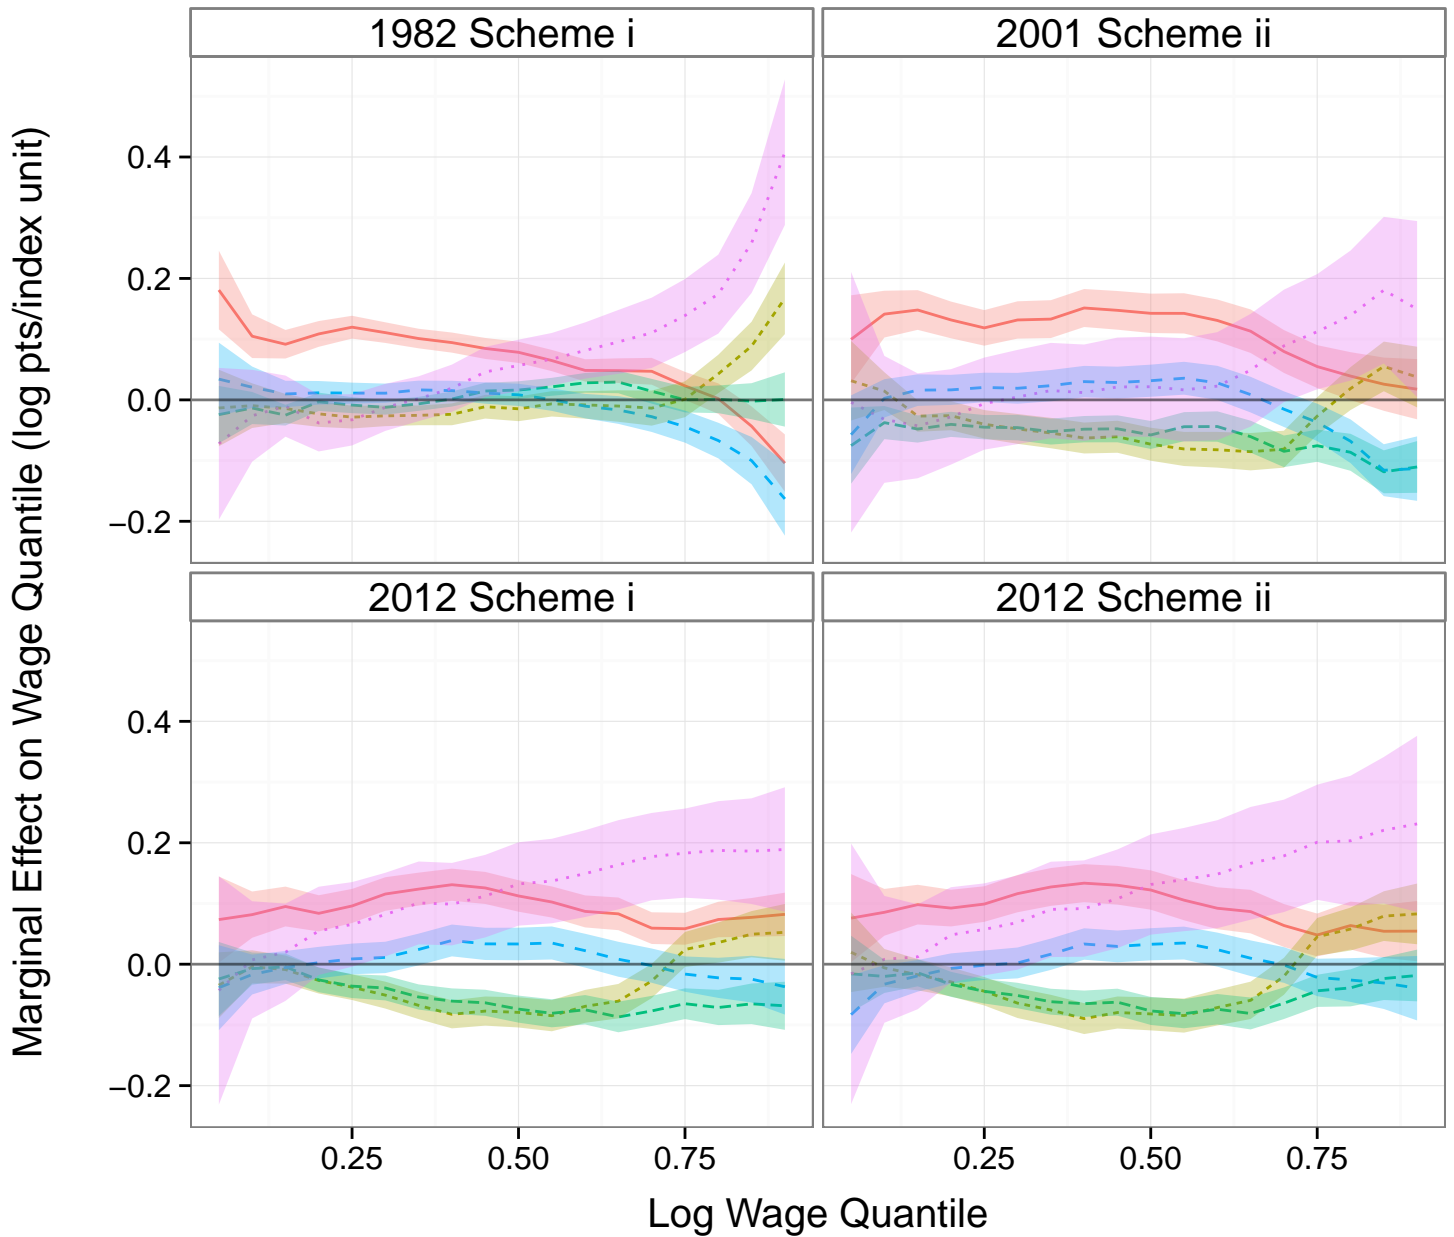 1982 Scheme i
2001 Scheme ii
Marginal Effect on Wage Quantile (log pts/index unit)
0.4
0.2
0.0
−0.2
2012 Scheme i
2012 Scheme ii
0.4
0.2
0.0
−0.2
0.25 0.50 0.75
0.25 0.50 0.75
Log Wage Quantile